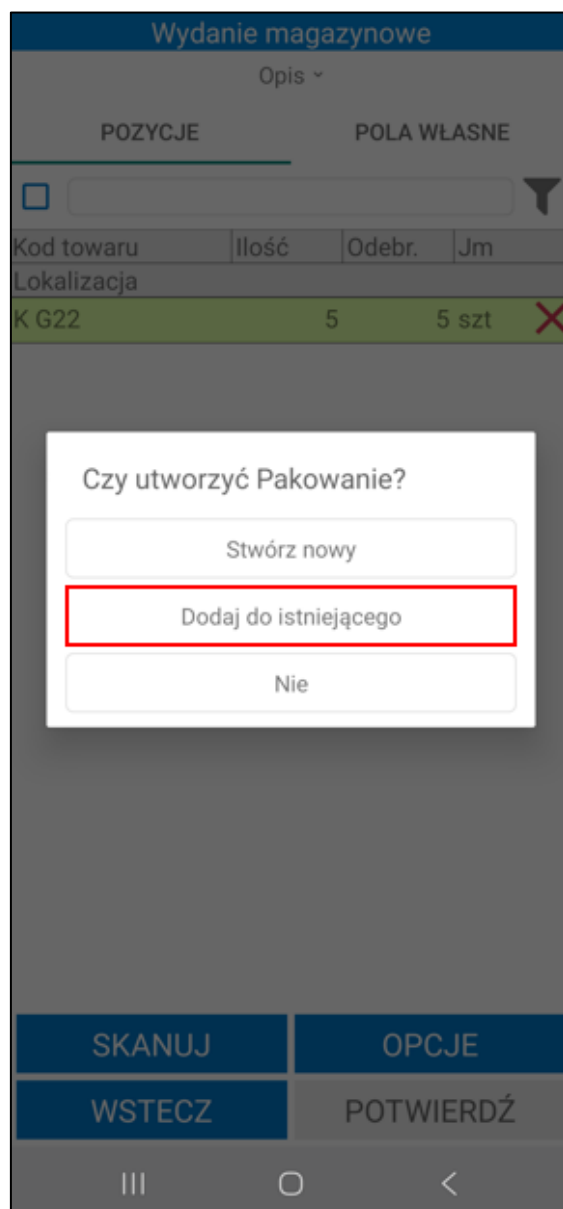 Wydanie magazynowe
Opis
POZYCJE POLA WŁASNE
Kod towaru Ilość Odebr. Jm
Lokalizacja
K G22 5 5 szt
Czy utworzyć Pakowanie?
Stwórz nowy
Dodaj do istniejącego
Nie
SKANUJ OPCJE
WSTECZ POTWIERDŹ